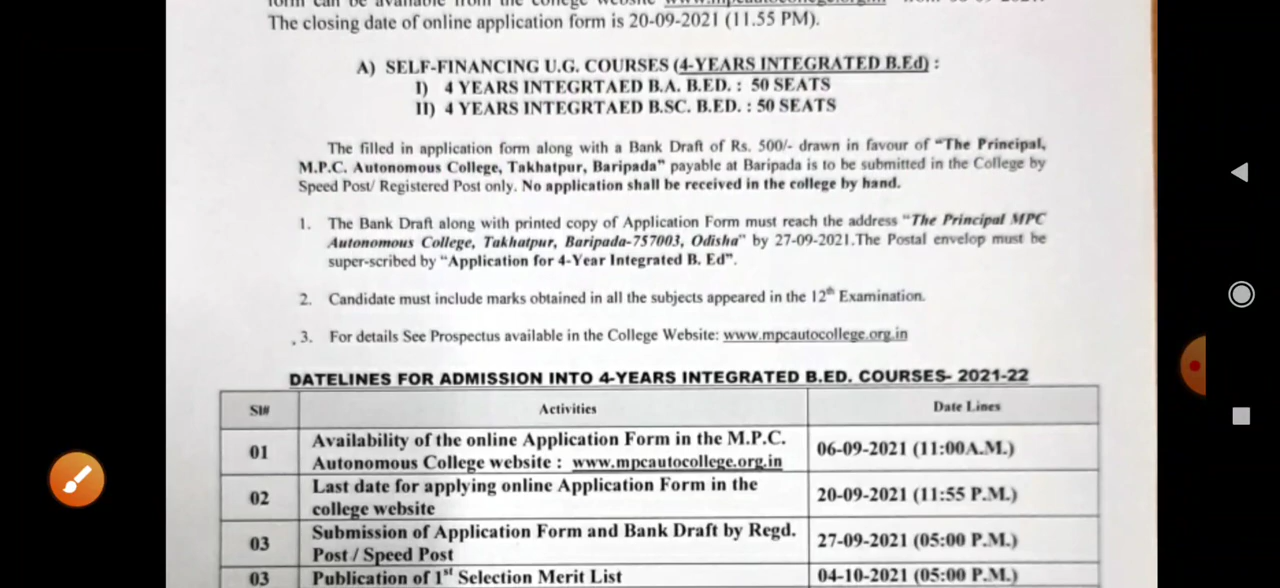 The closing date of online application form is 20-09-2021 (11.55 PM).
A) SELF-FINANCING U.G. COURSES (4-YEARS INTEGRATED B.Ed) :
I) 4 YEARS INTEGRTAED B.A. B.ED. : 50 SEATS
II) 4 YEARS INTEGRTAED B.SC. B.ED. : 50 SEATS
The filled in application form along with a Bank Draft of Rs. 500/- drawn in favour of “The Principal,
M.P.C. Autonomous College, Takhatpur, Baripada” payable at Baripada is to be submitted in the College by
Speed Post/ Registered Post only. No application shall be received in the college by hand.
1. The Bank Draft along with printed copy of Application Form must reach the address “The Principal MPC
Autonomous College, Takhatpur, Baripada-757003, Odisha” by 27-09-2021.The Postal envelop must be
super-scribed by “Application for 4-Year Integrated B. Ed”.
2. Candidate must include marks obtained in all the subjects appeared in the 12th Examination.
3. For details See Prospectus available in the College Website: www.mpcautocollege.org.in
DATELINES FOR ADMISSION INTO 4-YEARS INTEGRATED B.ED. COURSES- 2021-22
Sl# Activities Date Lines
01 Availability of the online Application Form in the M.P.C. 06-09-2021 (11:00A.M.)
Autonomous College website : www.mpcautocollege.org.in
02 Last date for applying online Application Form in the 20-09-2021 (11:55 P.M.)
college website
03 Submission of Application Form and Bank Draft by Regd. 27-09-2021 (05:00 P.M.)
Post / Speed Post
03 Publication of 1st Selection Merit List 04-10-2021 (05:00 P.M.)